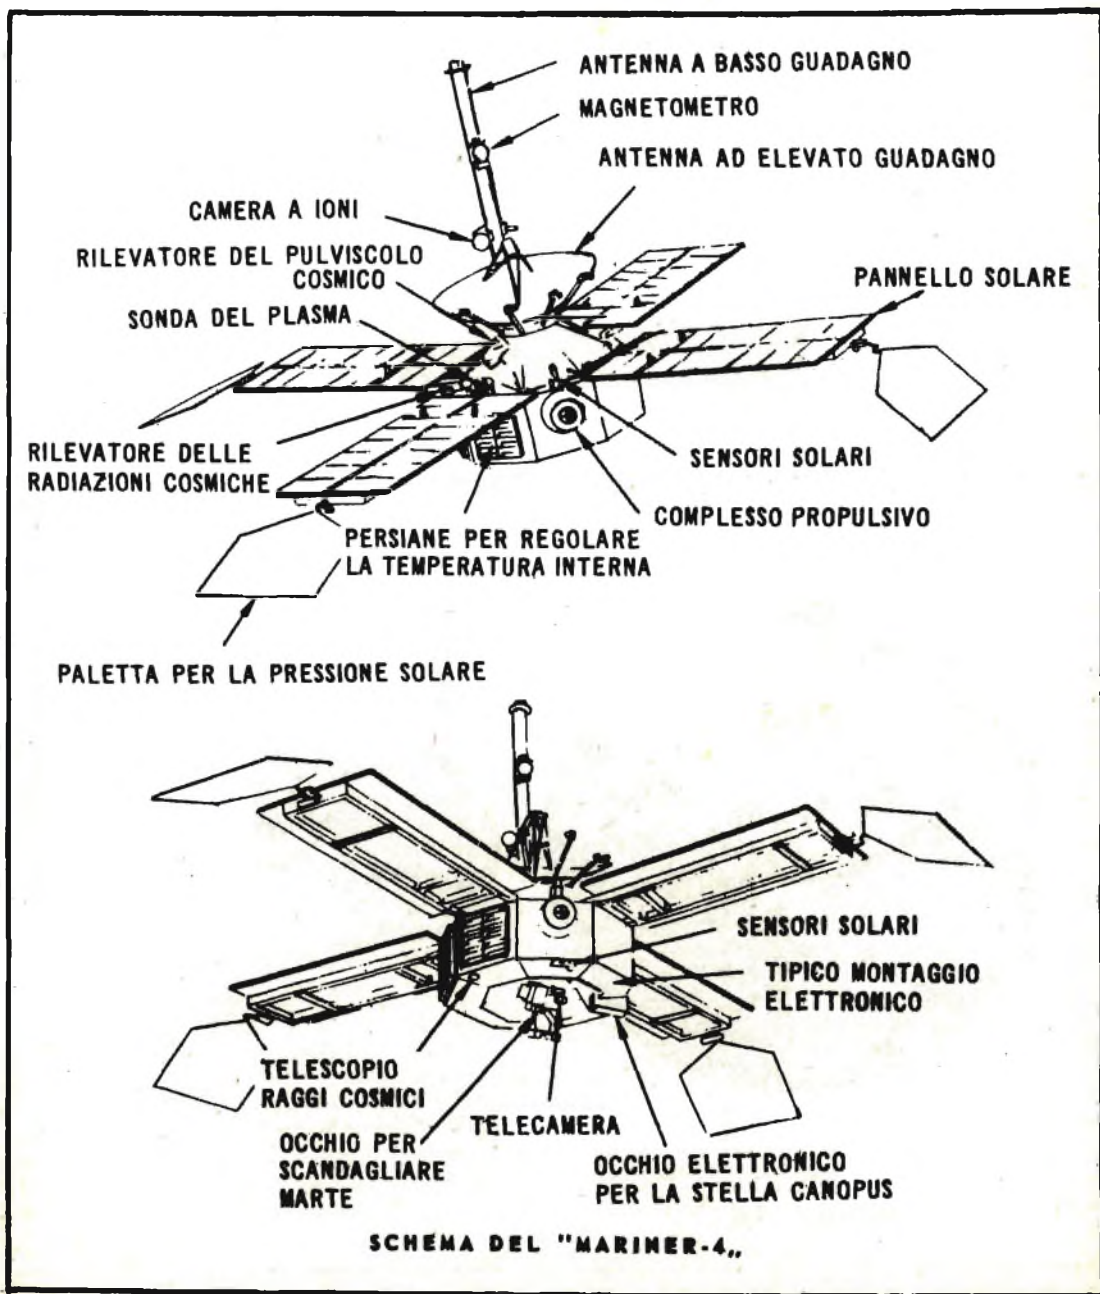 ANTENNA A BASSO GUADAGNO
MAGNETOMETRO
ANTENNA AD ELEVATO GUADAGNO
CAMERA A IONI
RILEVATORE DEL PULVISCOLO
COSMICO
PANNELLO SOLARE
SONDA DEL PLASMA
RILEVATORE DELLE
RADIAZIONI COSMICHE
SENSORI SOLARI
COMPLESSO PROPULSIVO
PERSIANE PER REGOLARE
LA TEMPERATURA INTERNA
PALETTA PER LA PRESSIONE SOLARE
SENSORI SOLARI
TIPICO MONTAGGIO
ELETTRONICO
TELESCOPIO
RAGGI COSMICI
TELECAMERA
OCCHIO PER
SCANDAGLIARE
MARTE
OCCHIO ELETTRONICO
PER LA STELLA CANOPUS
SCHEMA DEL "MARINER-4„